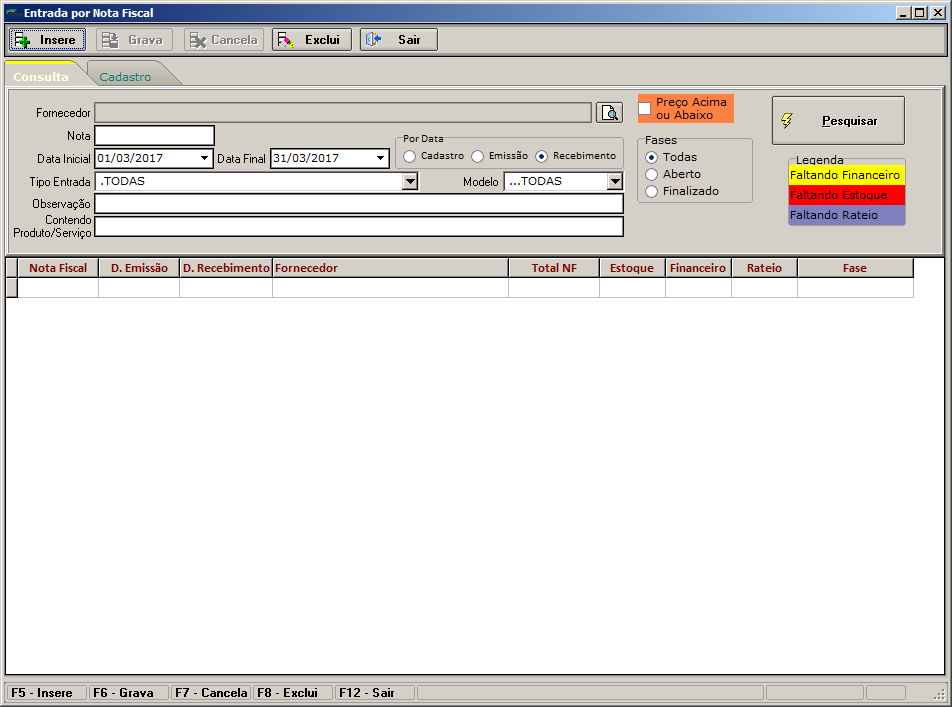 Entrada por Nota Fiscal
Insere Grava Cancela Exclui Sair
Consulta Cadastro
Fornecedor
Nota
Data Inicial 01/03/2017 Data Final 31/03/2017
Por Data
Cadastro Emissão Recebimento
Tipo Entrada .TODAS Modelo ...TODAS
Observação
Contendo
Produto/Serviço
Preço Acima
ou Abaixo
Fases
Todas
Aberto
Finalizado
Pesquisar
Legenda
Faltando Financeiro
Faltando Estoque
Faltando Rateio
Nota Fiscal D. Emissão D. Recebimento Fornecedor Total NF Estoque Financeiro Rateio Fase
F5 - Insere F6 - Grava F7 - Cancela F8 - Exclui F12 - Sair